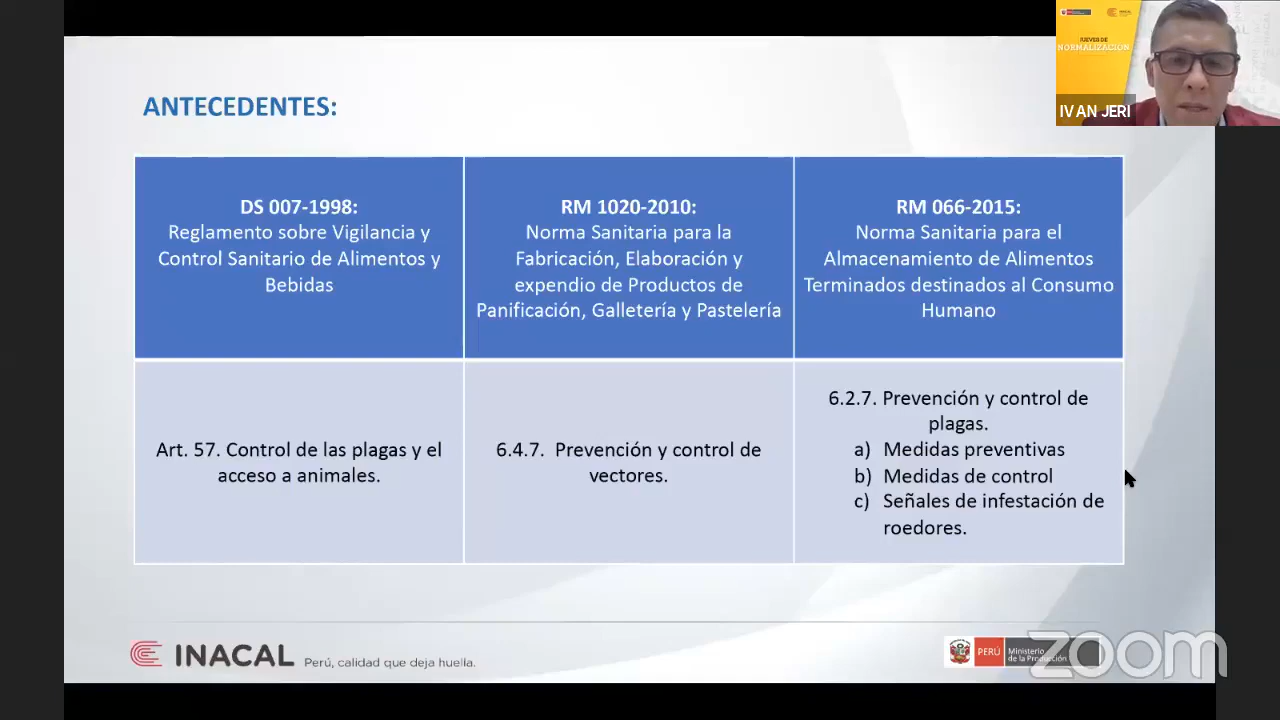 JUEVES DE
NORMALIZACIÓN
IVAN JERI
ANTECEDENTES:
DS 007-1998:
Reglamento sobre Vigilancia y
Control Sanitario de Alimentos y
Bebidas
RM 1020-2010:
Norma Sanitaria para la
Fabricación, Elaboración y
expendio de Productos de
Panificación, Galletería y Pastelería
RM 066-2015:
Norma Sanitaria para el
Almacenamiento de Alimentos
Terminados destinados al Consumo
Humano
Art. 57. Control de las plagas y el
acceso a animales.
6.4.7. Prevención y control de
vectores.
6.2.7. Prevención y control de
plagas.
a) Medidas preventivas
b) Medidas de control
c) Señales de infestación de
roedores.
INACAL Perú, calidad que deja huella.
PERÚ
Ministerio
de la Producción
zoom